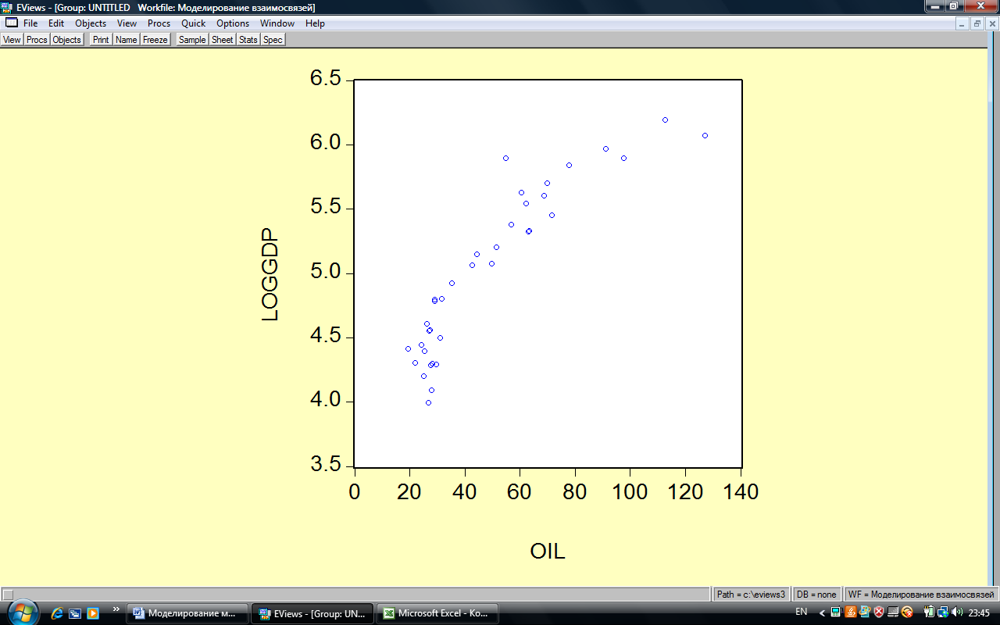 EViews - [Group: UNTITLED Workfile: Моделирование взаимосвязей]
File Edit Objects View Procs Quick Options Window Help
View Procs Objects Print Name Freeze Sample Sheet Stats Spec
6.5
6.0
5.5
5.0
4.5
4.0
3.5
LOGGDP
0 20 40 60 80 100 120 140
OIL
Path = c:\eviews3 DB = none WF = Моделирование взаимосвязей
Моделирование м... EViews - [Group: UN... Microsoft Excel - Ко... EN 23:45